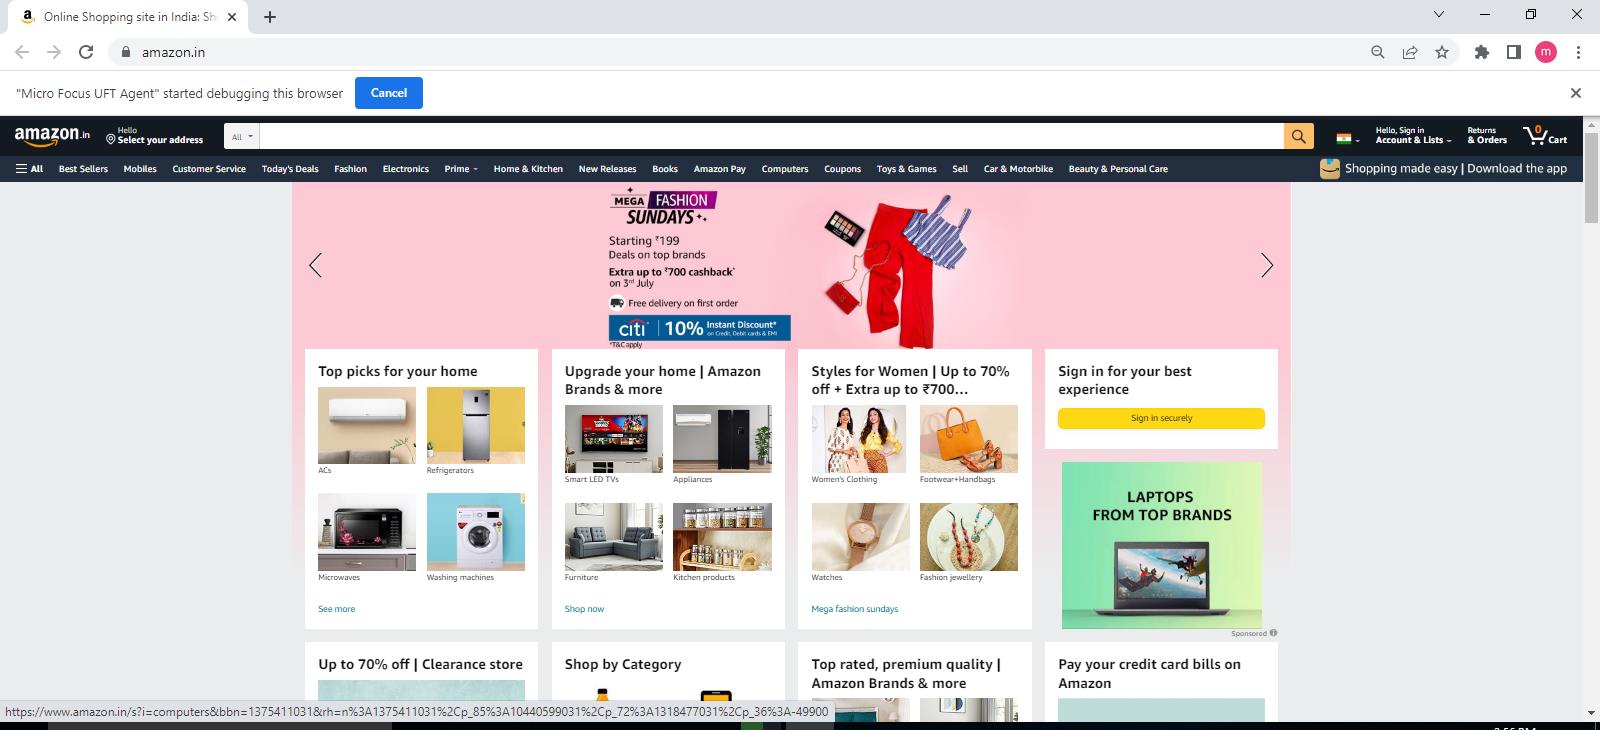 Online Shopping site in India: Sh
amazon.in
"Micro Focus UFT Agent" started debugging this browser
Cancel
m
amazon.in
Hello
Select your address
All
Hello, Sign in
Account & Lists
Returns
& Orders
0
Cart
All
Best Sellers
Mobiles
Customer Service
Today's Deals
Fashion
Electronics
Prime
Home & Kitchen
New Releases
Books
Amazon Pay
Computers
Coupons
Toys & Games
Sell
Car & Motorbike
Beauty & Personal Care
Shopping made easy | Download the app
MEGA FASHION
SUNDAYS
Starting ₹199
Deals on top brands
Extra up to ₹700 cashback*
on 3rd July
Free delivery on first order
citi 10% Instant Discount*
on Credit, Debit cards & EMI
*T&C apply
Top picks for your home
ACs
Refrigerators
Microwaves
Washing machines
See more
Upgrade your home | Amazon
Brands & more
Smart LED TVs
Appliances
Furniture
Kitchen products
Shop now
Styles for Women | Up to 70%
off + Extra up to ₹700...
Women's Clothing
Footwear+Handbags
Watches
Fashion jewellery
Mega fashion sundays
Sign in for your best
experience
Sign in securely
LAPTOPS
FROM TOP BRANDS
Sponsored
Up to 70% off | Clearance store
Shop by Category
Top rated, premium quality |
Amazon Brands & more
Pay your credit card bills on
Amazon
https://www.amazon.in/s?i=computers&bbn=1375411031&rh=n%3A1375411031%2Cp_85%3A10440599031%2Cp_72%3A1318477031%2Cp_36%3A-49900